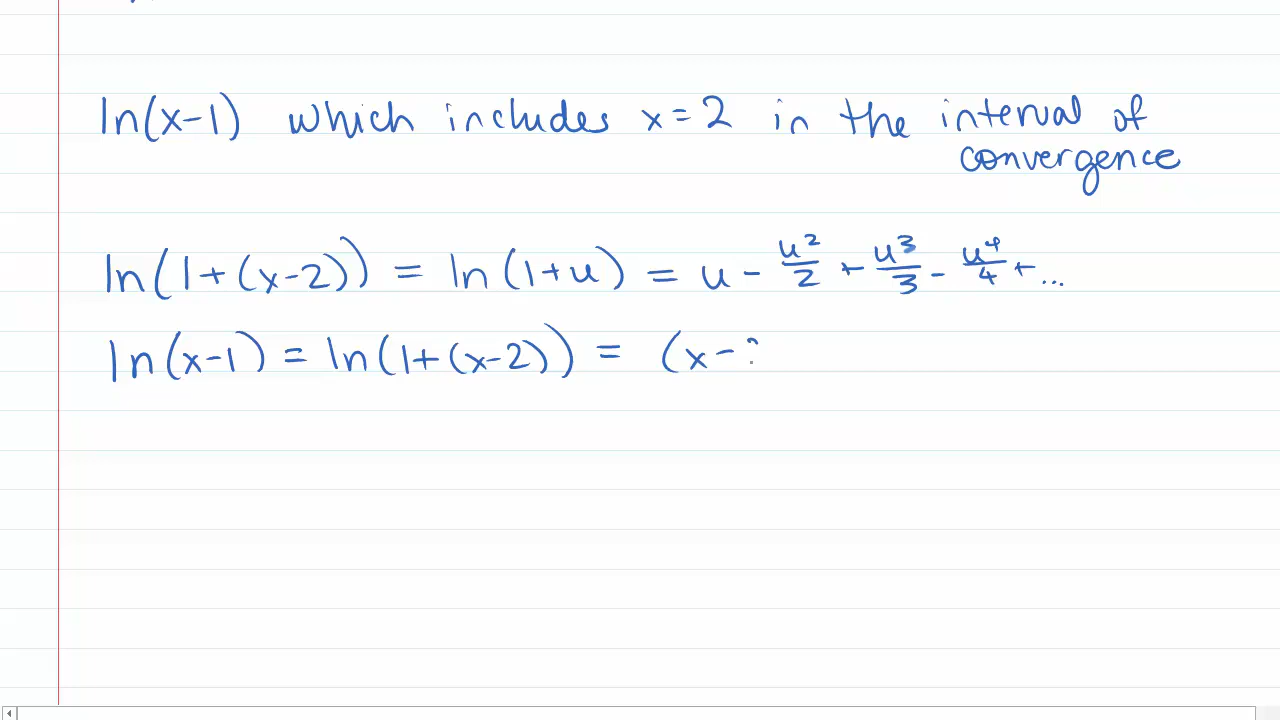 ln(x-1) which includes x=2 in the interval of
convergence
ln(1+(x-2)) = ln(1+u) = u - u²/2 + u³/3 - u⁴/4 + ...
ln(x-1) = ln(1+(x-2)) = (x-